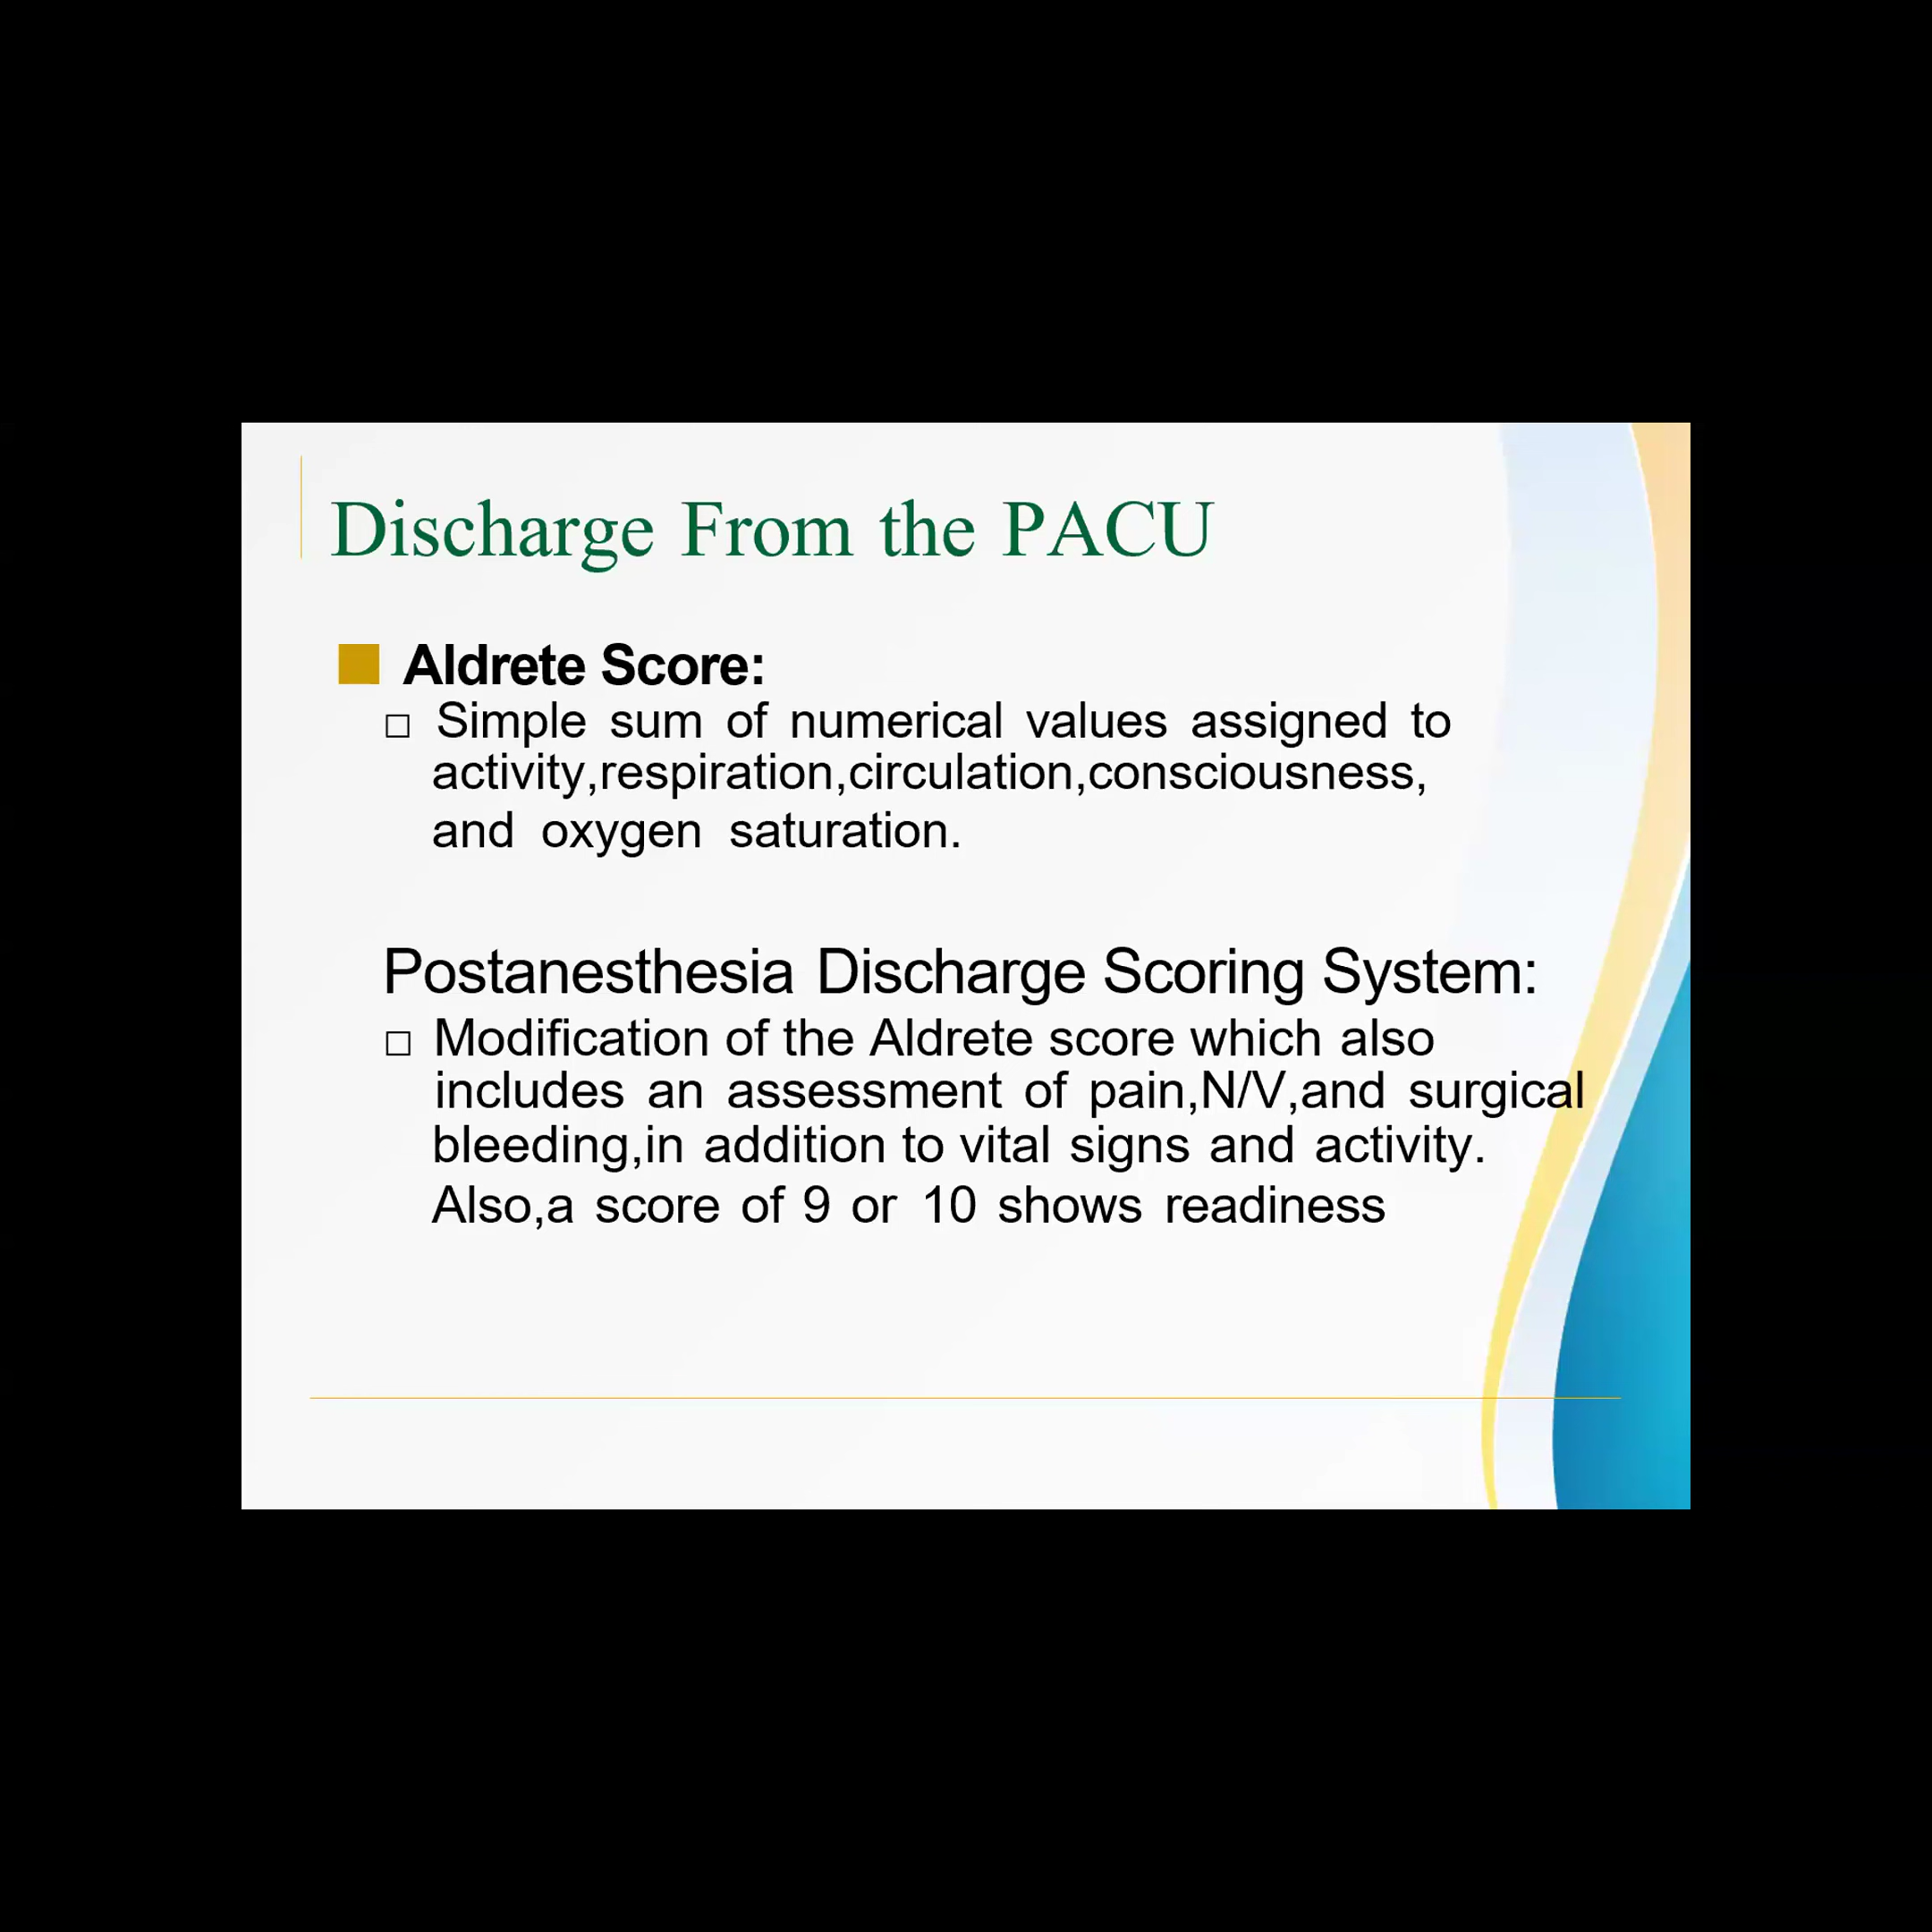 Discharge From the PACU
Aldrete Score:
Simple sum of numerical values assigned to
activity,respiration,circulation,consciousness,
and oxygen saturation.
Postanesthesia Discharge Scoring System:
Modification of the Aldrete score which also
includes an assessment of pain,N/V,and surgical
bleeding,in addition to vital signs and activity.
Also,a score of 9 or 10 shows readiness